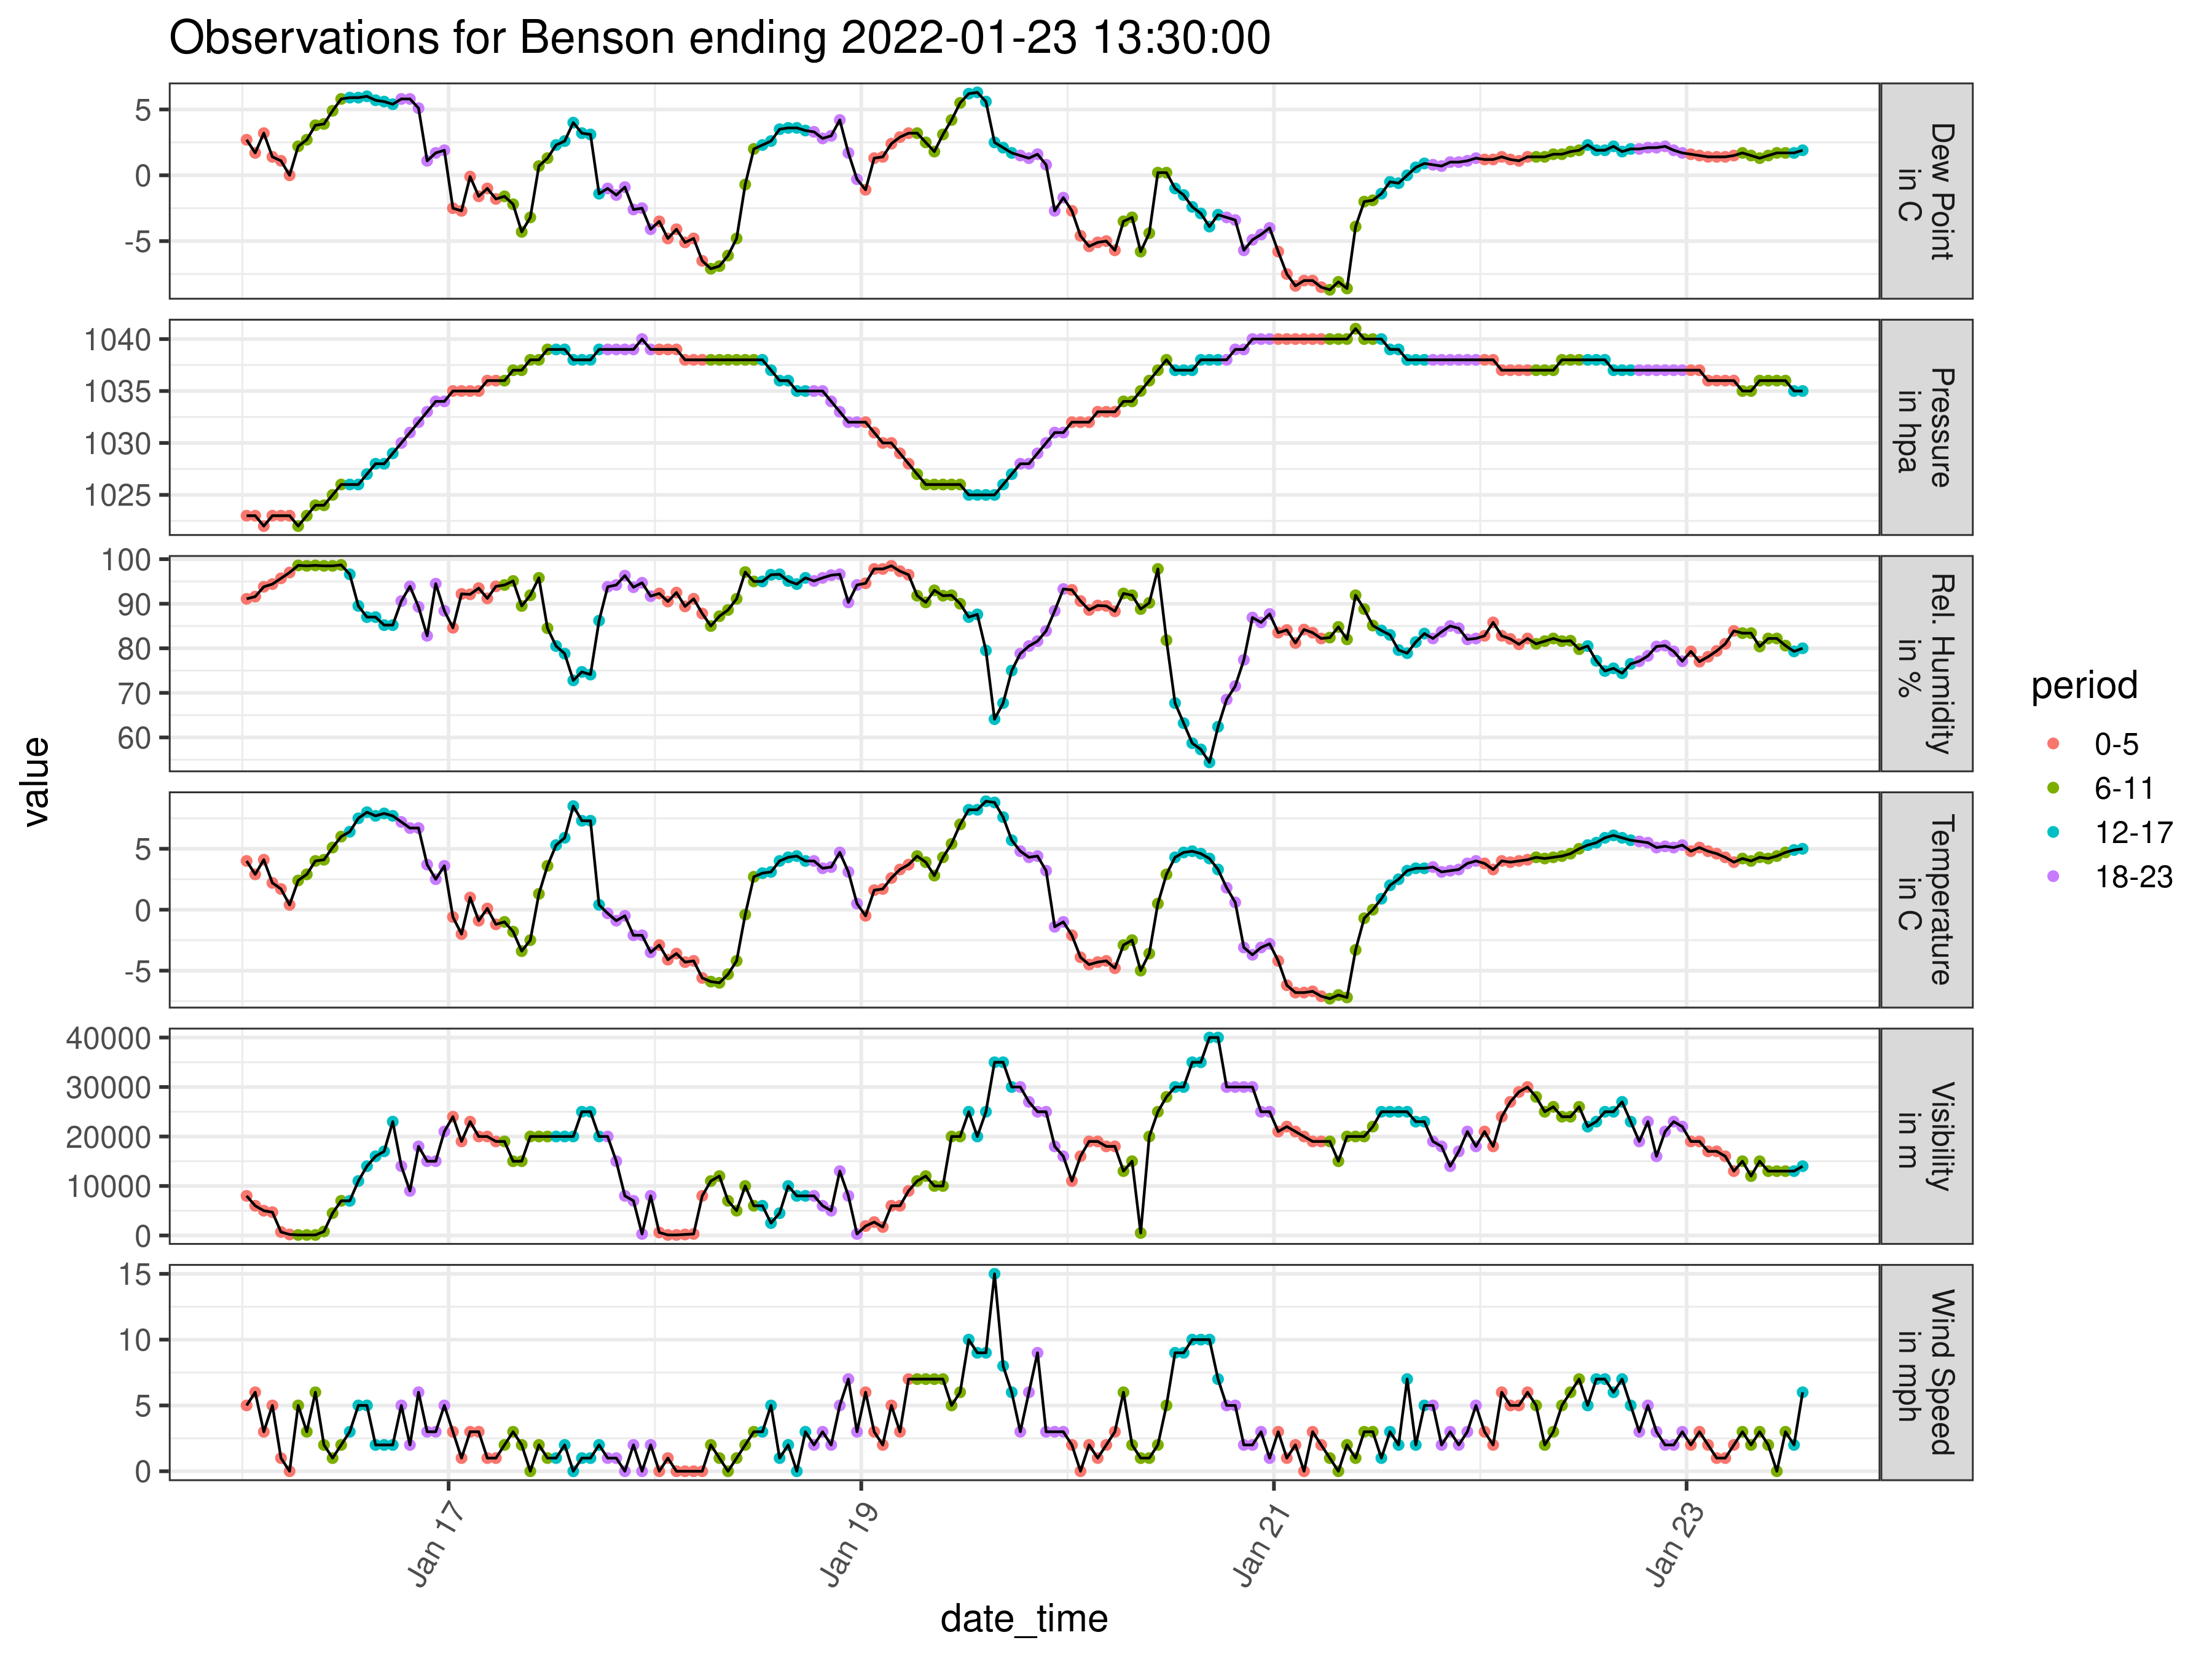 Observations for Benson ending 2022-01-23 13:30:00
5
0
-5
Dew Point
in C
1040
1035
1030
1025
Pressure
in hpa
100
90
80
70
60
Rel. Humidity
in %
5
0
-5
Temperature
in C
40000
30000
20000
10000
0
Visibility
in m
15
10
5
0
Wind Speed
in mph
value
Jan 17
Jan 19
Jan 21
Jan 23
date_time
period
0-5
6-11
12-17
18-23